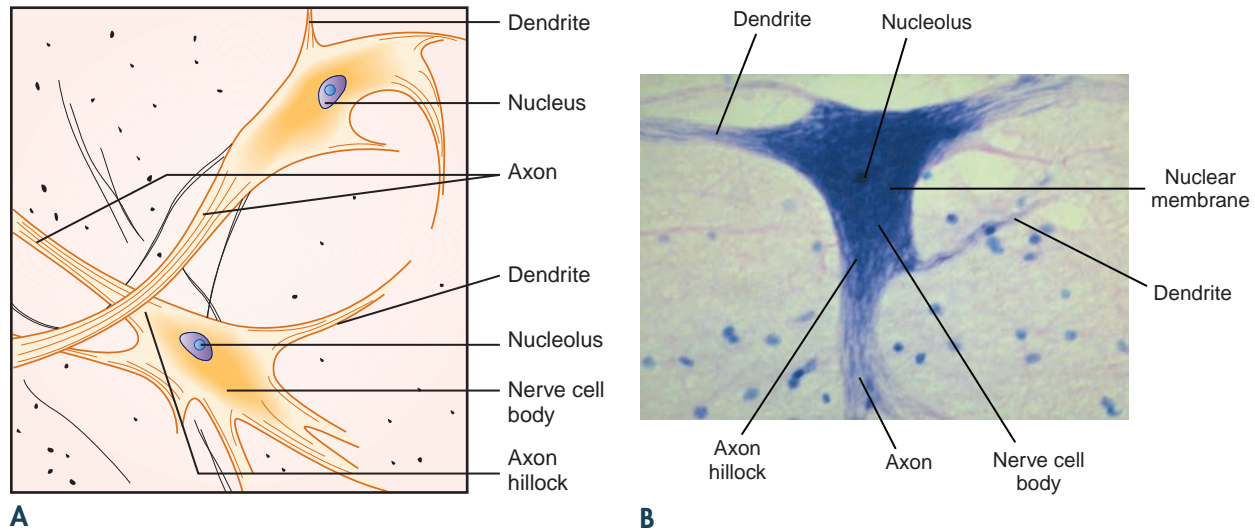 Dendrite
Nucleus
Axon
Dendrite
Nucleolus
Nerve cell
body
Axon
hillock
A
Dendrite
Nucleolus
Nuclear
membrane
Dendrite
Axon
hillock
Axon
Nerve cell
body
B